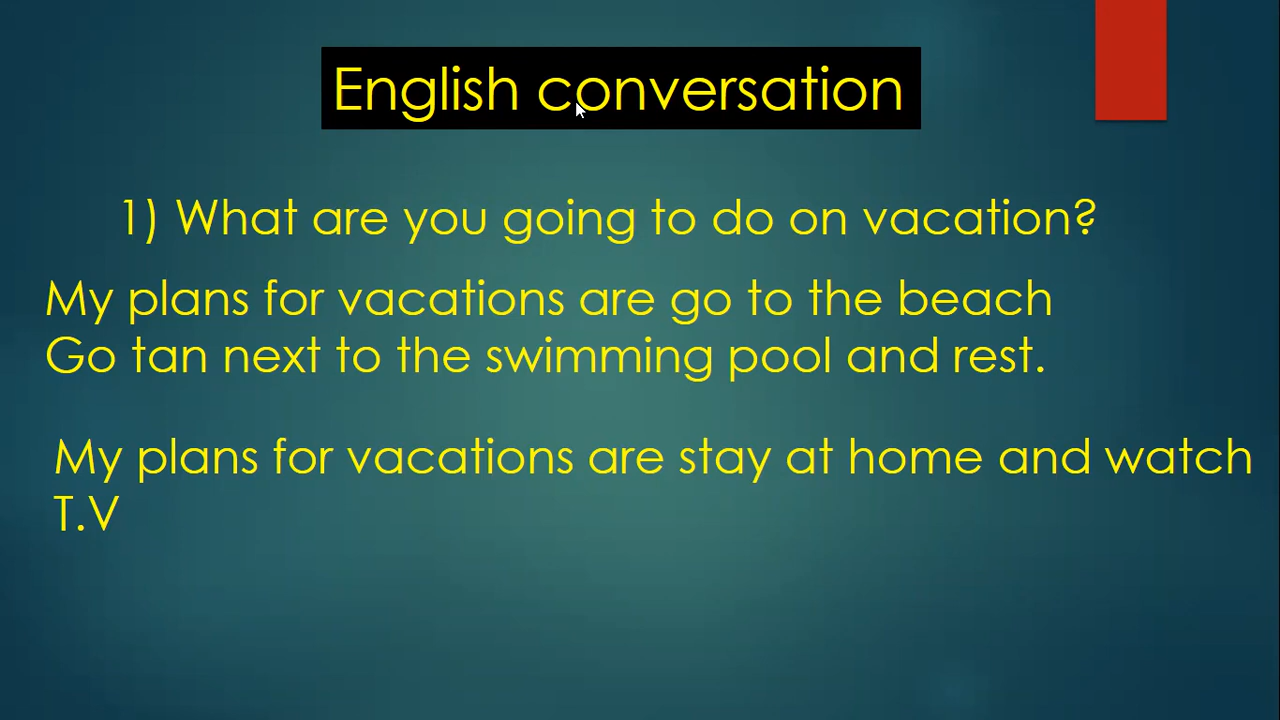 English conversation
1) What are you going to do on vacation?
My plans for vacations are go to the beach
Go tan next to the swimming pool and rest.
My plans for vacations are stay at home and watch
T.V